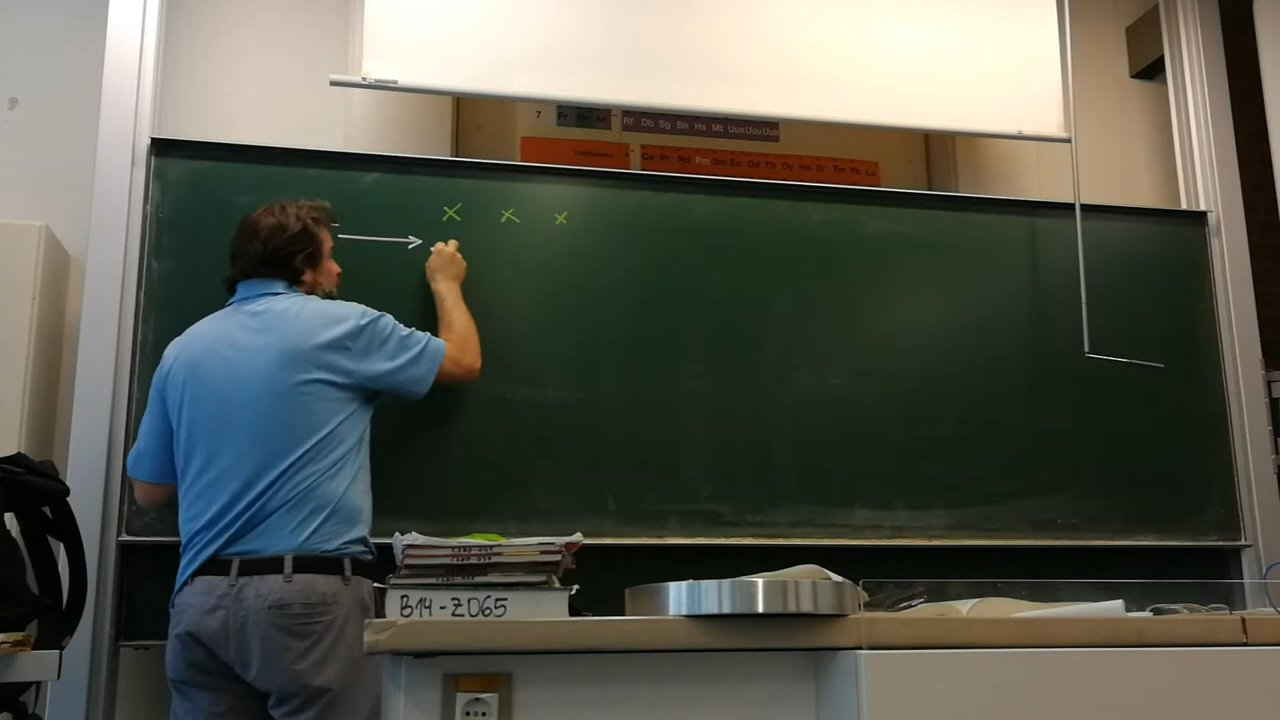 7 Fr Ra Ac Rf Db Sg Bh Hs Mt Uun Uuu Uub
Ce Pr Nd Pm Sm Eu Gd Tb Dy Ho Er Tm Yb Lu
x x x
B14-Z065